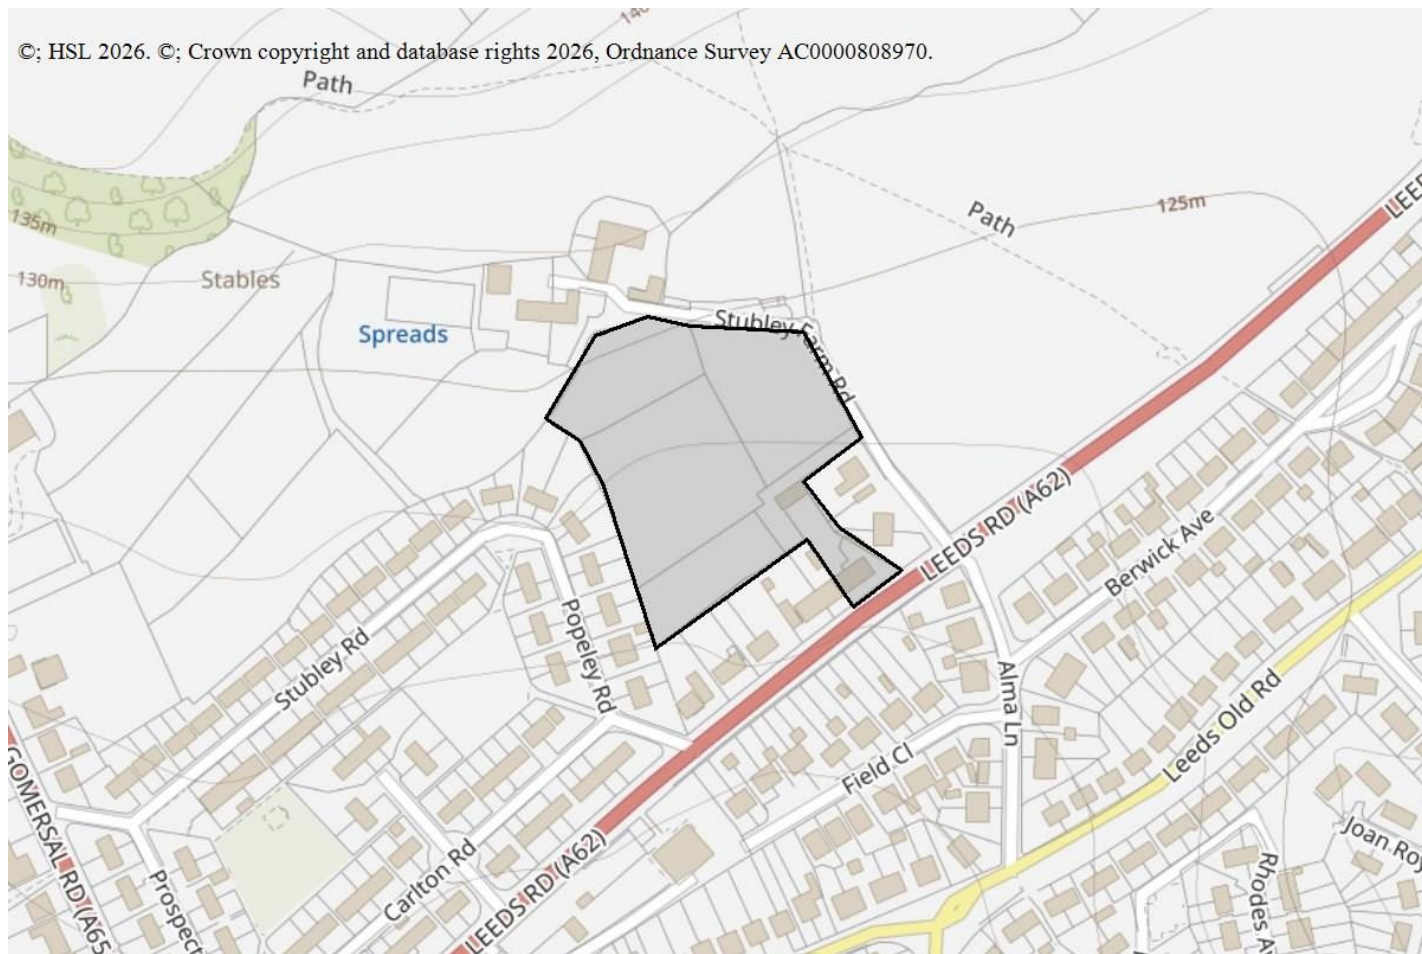 ©; HSL 2026. ©; Crown copyright and database rights 2026, Ordnance Survey AC0000808970.
Path
135m
130m
Stables
Spreads
Path
125m
Stubley Farm Rd
LEEDS RD (A62)
Berwick Ave
Stubley Rd
Popeley Rd
Alma Ln
Leeds Old Rd
Field Cl
GOMERSAL RD (A65
Prospect
Carlton Rd
LEEDS RD (A62)
Joan Roy
Rhodes A